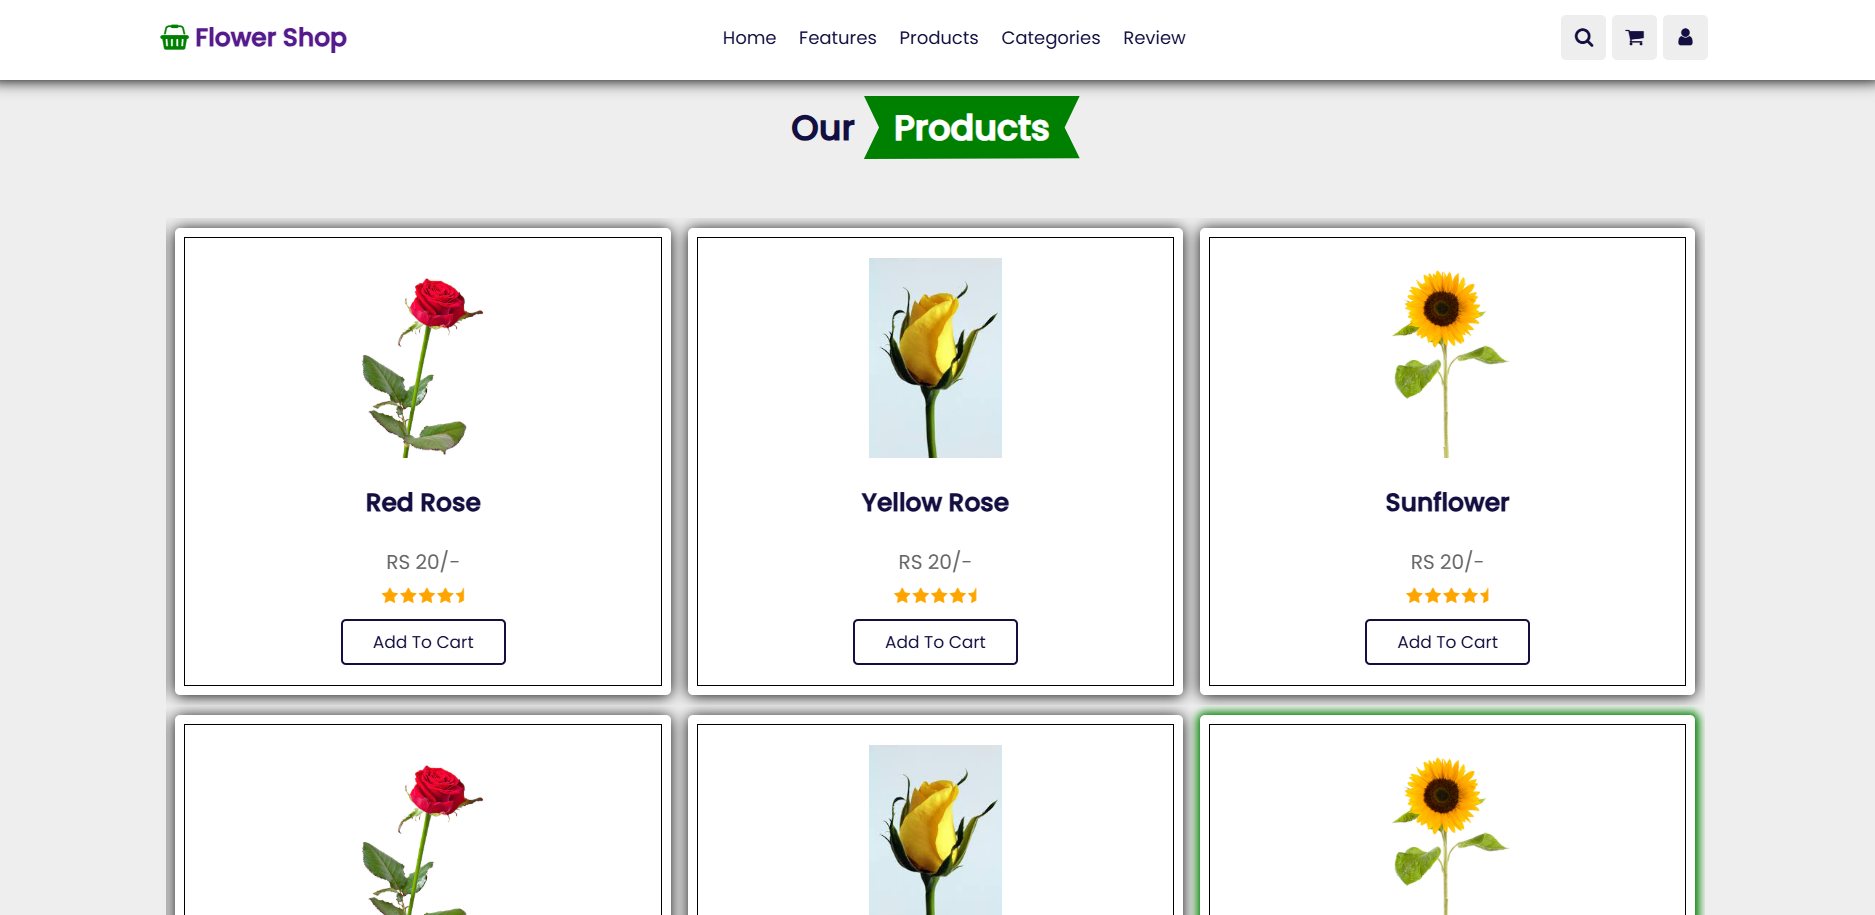 Flower Shop
Home Features Products Categories Review
Our Products
Red Rose
RS 20/-
Add To Cart
Yellow Rose
RS 20/-
Add To Cart
Sunflower
RS 20/-
Add To Cart